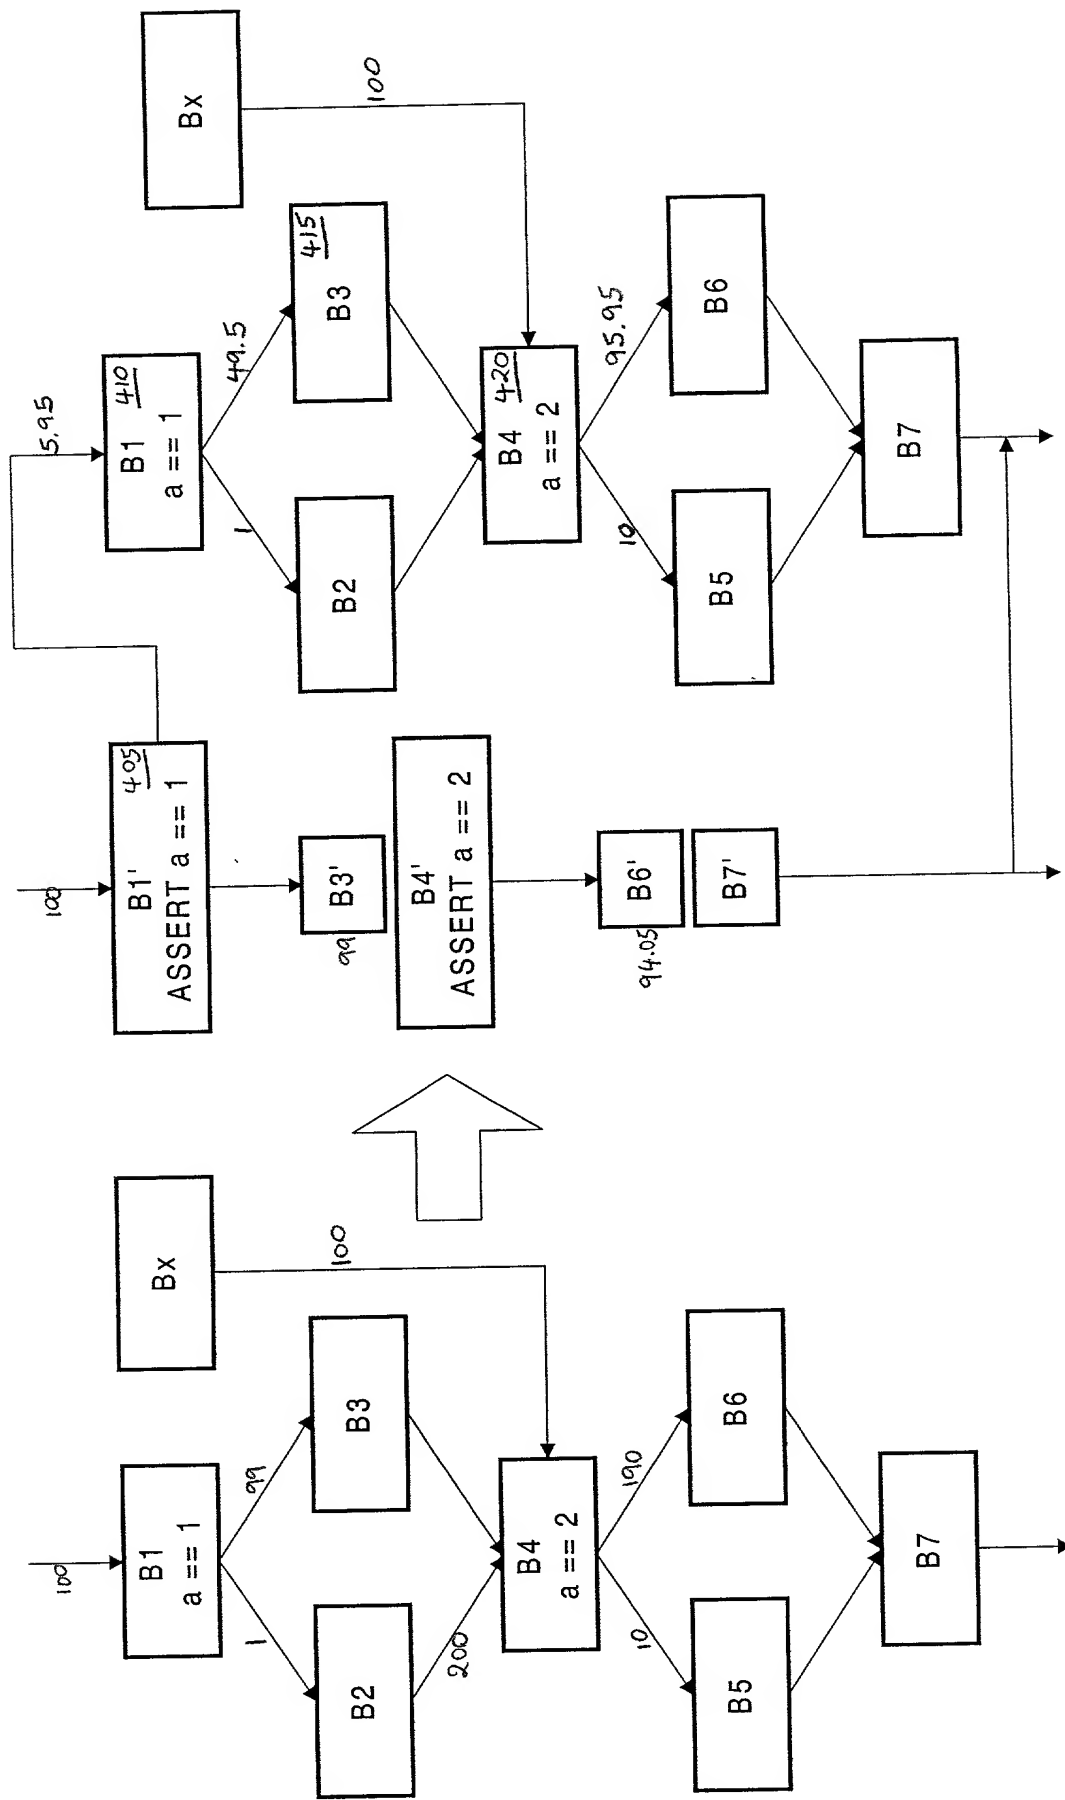 100
B1
a == 1
1
99
B2
B3
Bx
100
200
B4
a == 2
10
190
B5
B6
B7
100
B1'
405
ASSERT a == 1
5.95
B3'
99
B4'
ASSERT a == 2
B6'
94.05
B7'
B1
410
a == 1
1
49.5
B2
B3
415
Bx
100
B4
420
a == 2
10
95.95
B5
B6
B7